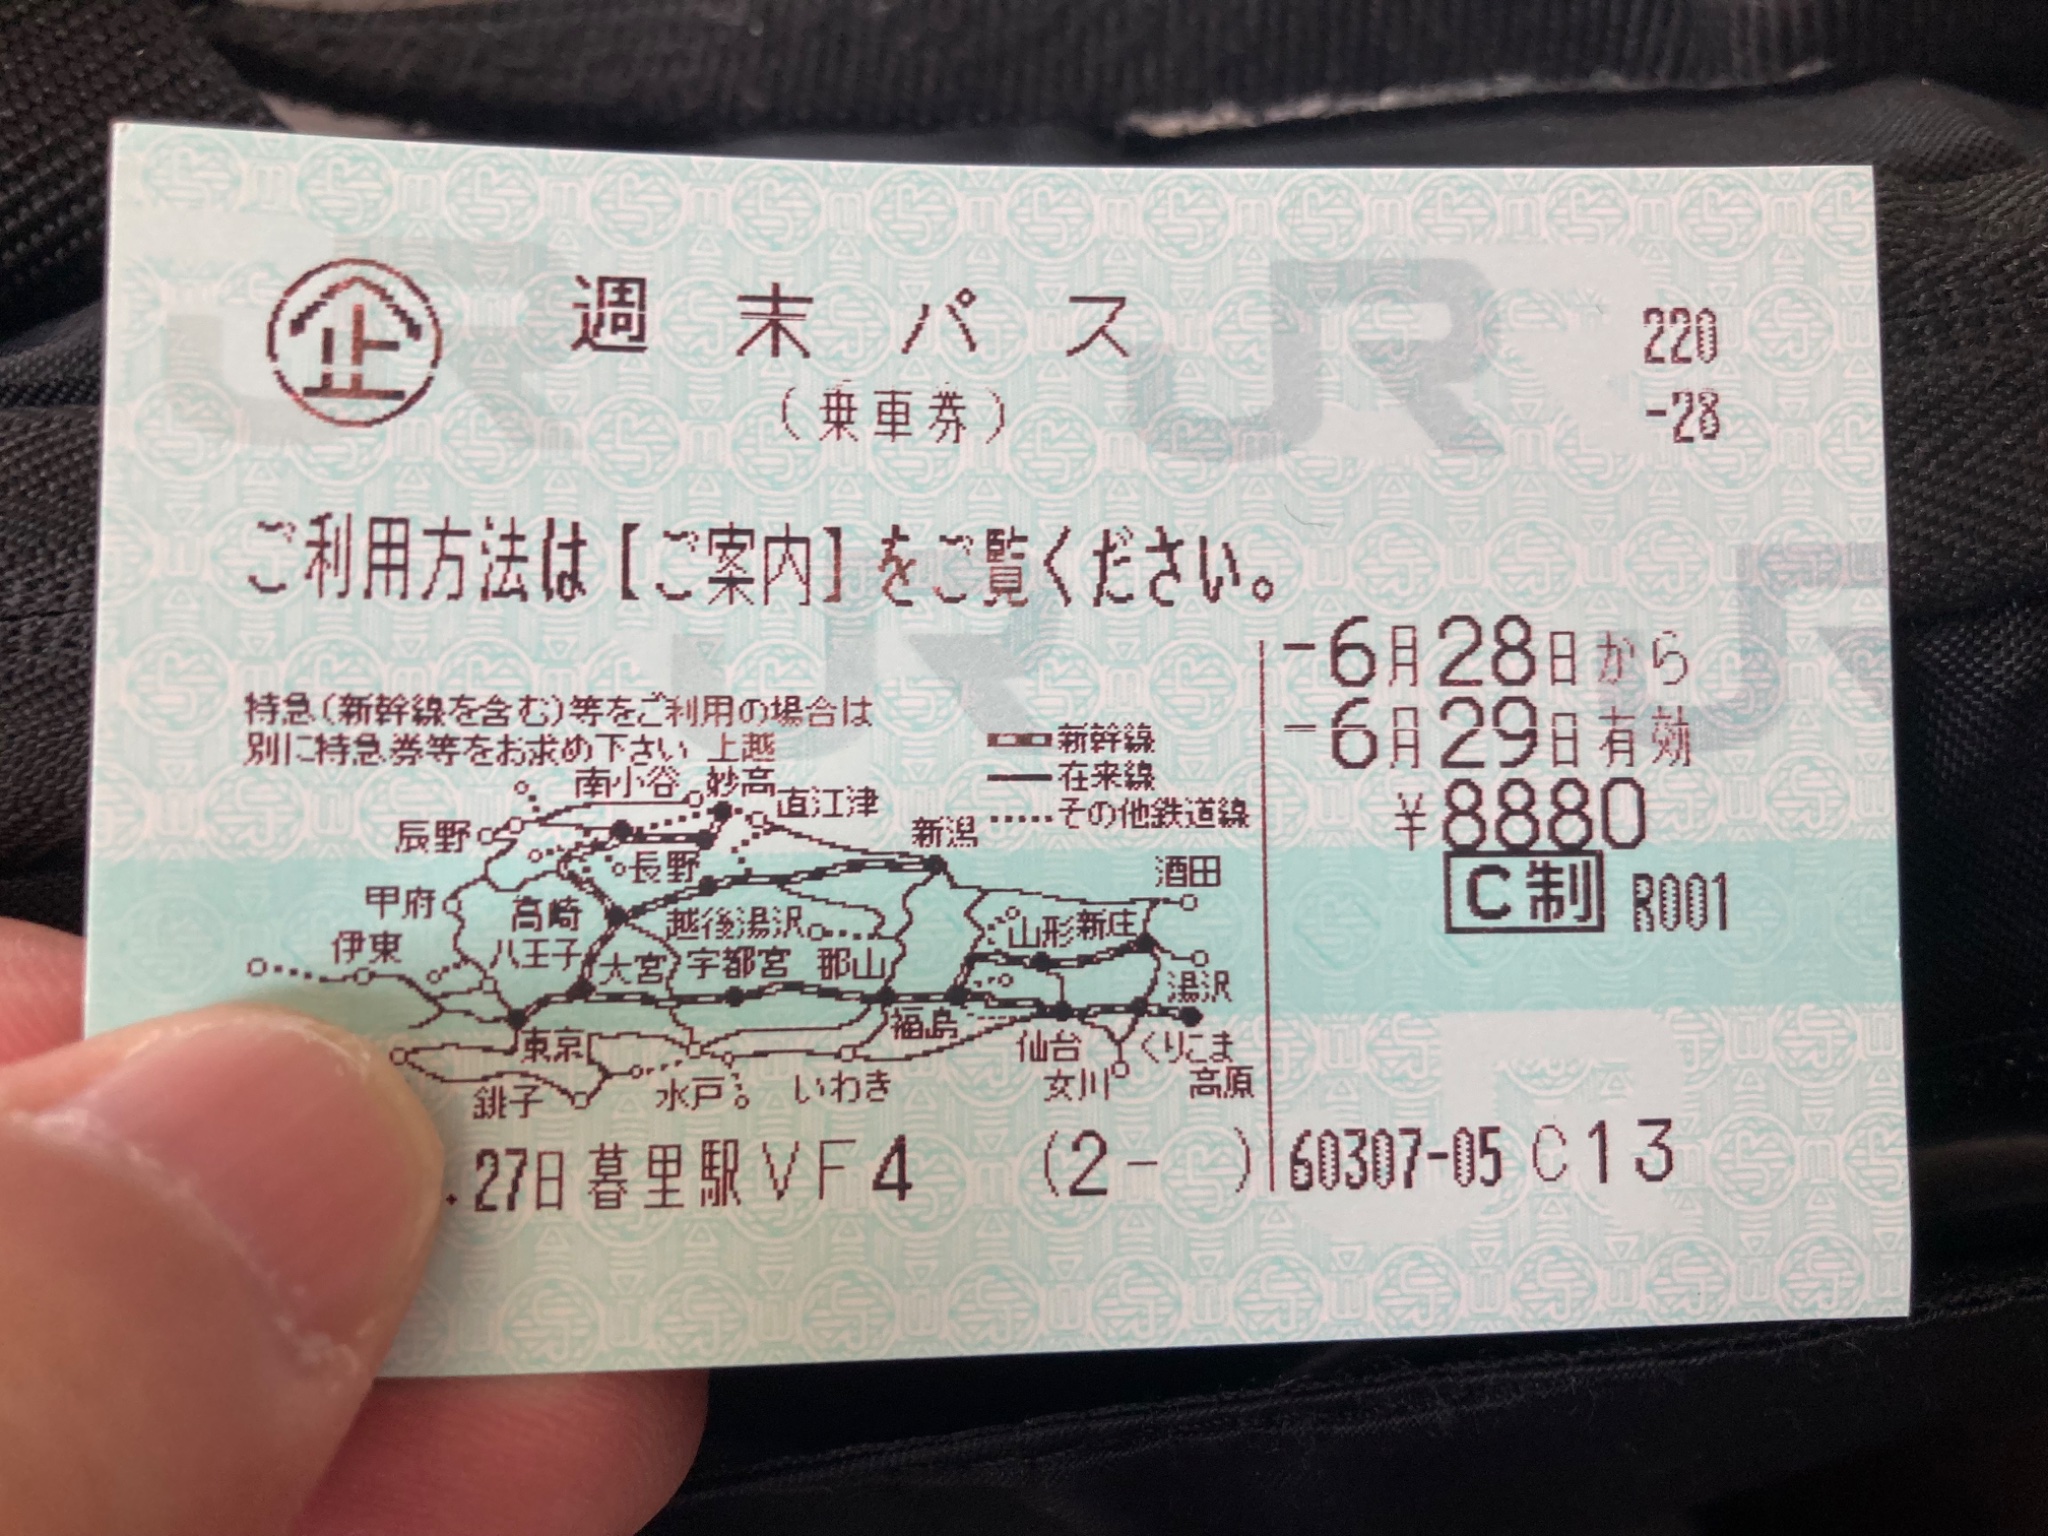 企 週末パス 220
(乗車券) -28
ご利用方法は【ご案内】をご覧ください。
-6月28日から
-6月29日有効
¥8880
C制 R001
特急(新幹線を含む)等をご利用の場合は
別に特急券等をお求め下さい
新幹線
在来線
その他鉄道線
上越
妙高
南小谷
直江津
辰野
長野
新潟
酒田
甲府
高崎
越後湯沢
山形
新庄
伊東
八王子
大宮
宇都宮
郡山
湯沢
東京
福島
仙台
くりこま
高原
銚子
水戸
いわき
女川
.27日暮里駅VF4 (2- ) 60307-05 C13
JR
JR
JR
JR